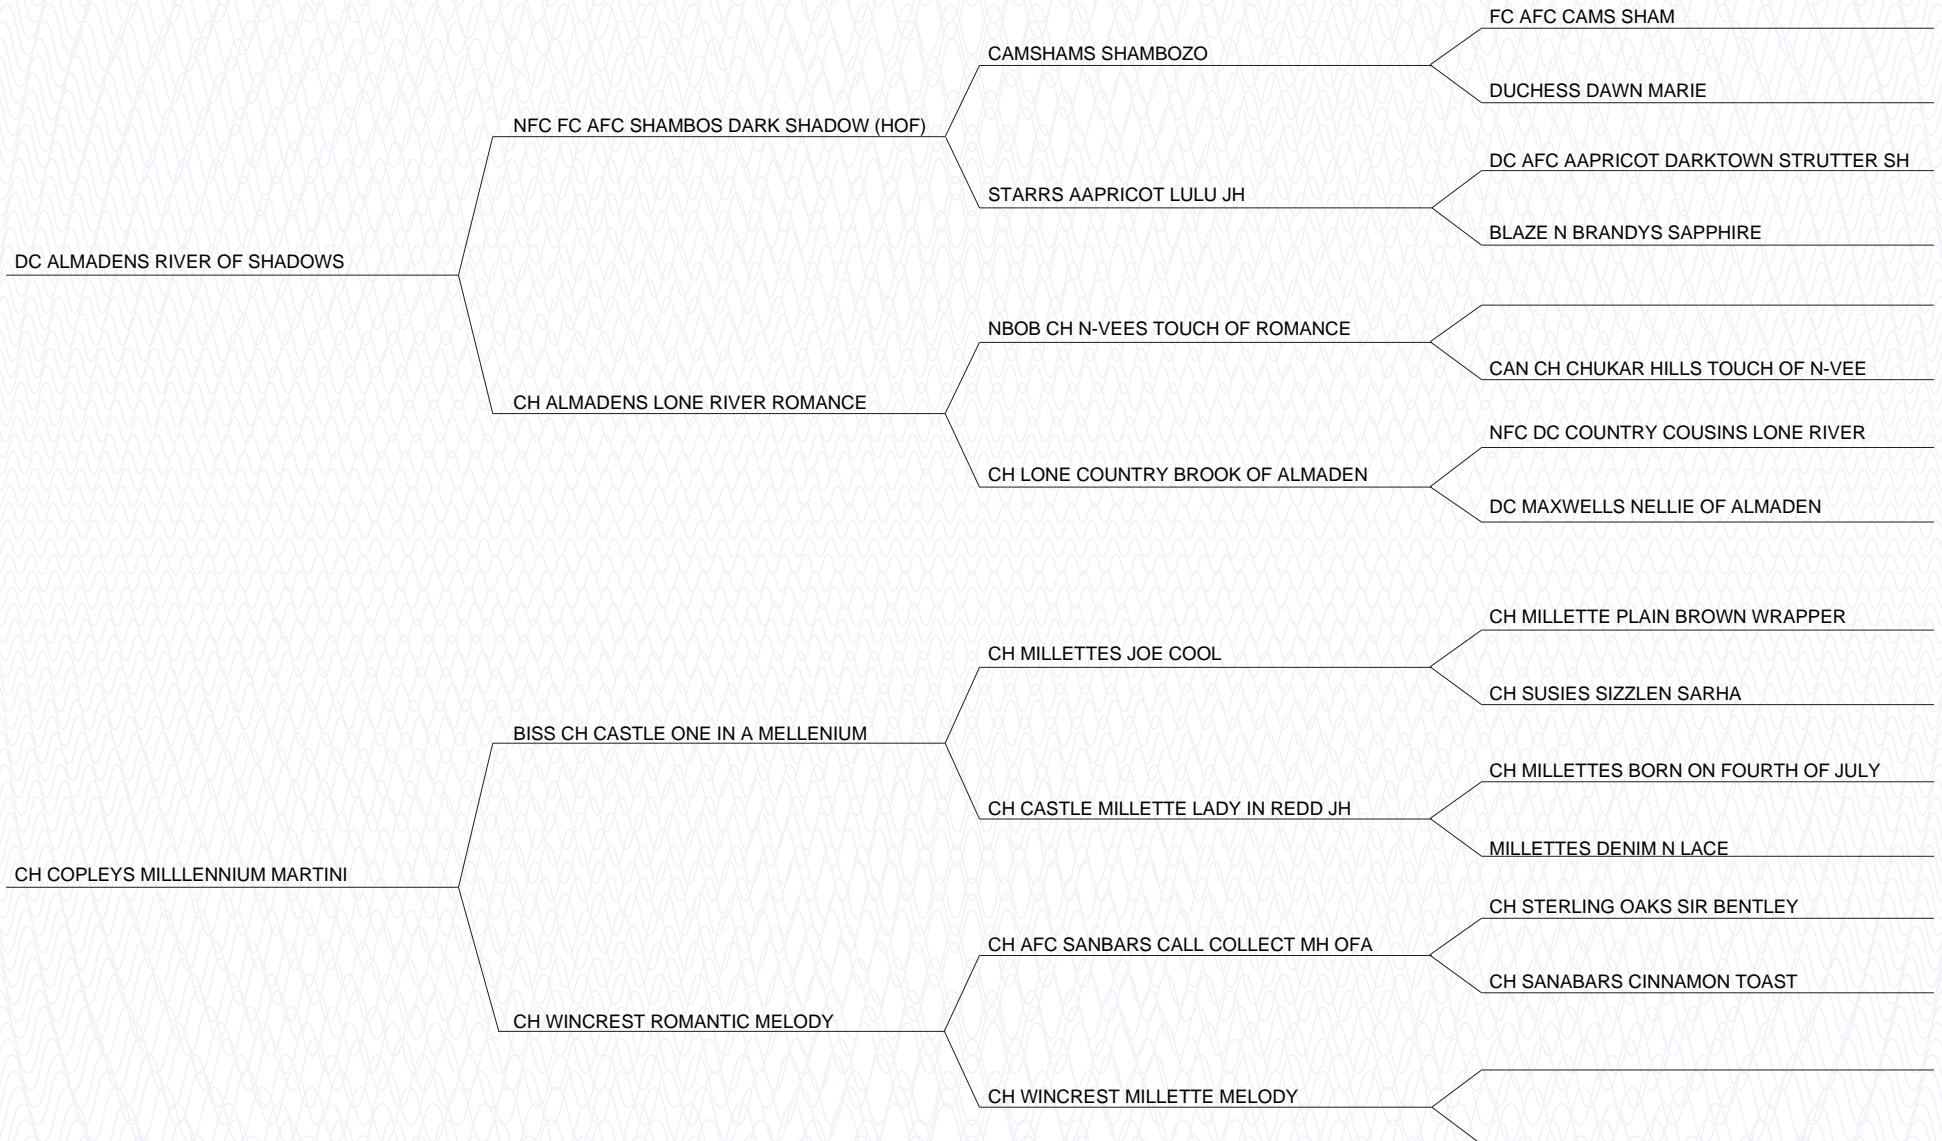 FC AFC CAMS SHAM
CAMSHAMS SHAMBOZO
DUCHESS DAWN MARIE
NFC FC AFC SHAMBOS DARK SHADOW (HOF)
DC AFC AAPRICOT DARKTOWN STRUTTER SH
STARRS AAPRICOT LULU JH
BLAZE N BRANDYS SAPPHIRE
DC ALMADENS RIVER OF SHADOWS
NBOB CH N-VEES TOUCH OF ROMANCE
CAN CH CHUKAR HILLS TOUCH OF N-VEE
CH ALMADENS LONE RIVER ROMANCE
NFC DC COUNTRY COUSINS LONE RIVER
CH LONE COUNTRY BROOK OF ALMADEN
DC MAXWELLS NELLIE OF ALMADEN
CH MILLETTE PLAIN BROWN WRAPPER
CH MILLETTES JOE COOL
CH SUSIES SIZZLEN SARHA
BISS CH CASTLE ONE IN A MELLENIUM
CH MILLETTES BORN ON FOURTH OF JULY
CH CASTLE MILLETTE LADY IN REDD JH
MILLETTES DENIM N LACE
CH COPLEYS MILLLENNIUM MARTINI
CH STERLING OAKS SIR BENTLEY
CH AFC SANBARS CALL COLLECT MH OFA
CH SANABARS CINNAMON TOAST
CH WINCREST ROMANTIC MELODY
CH WINCREST MILLETTE MELODY